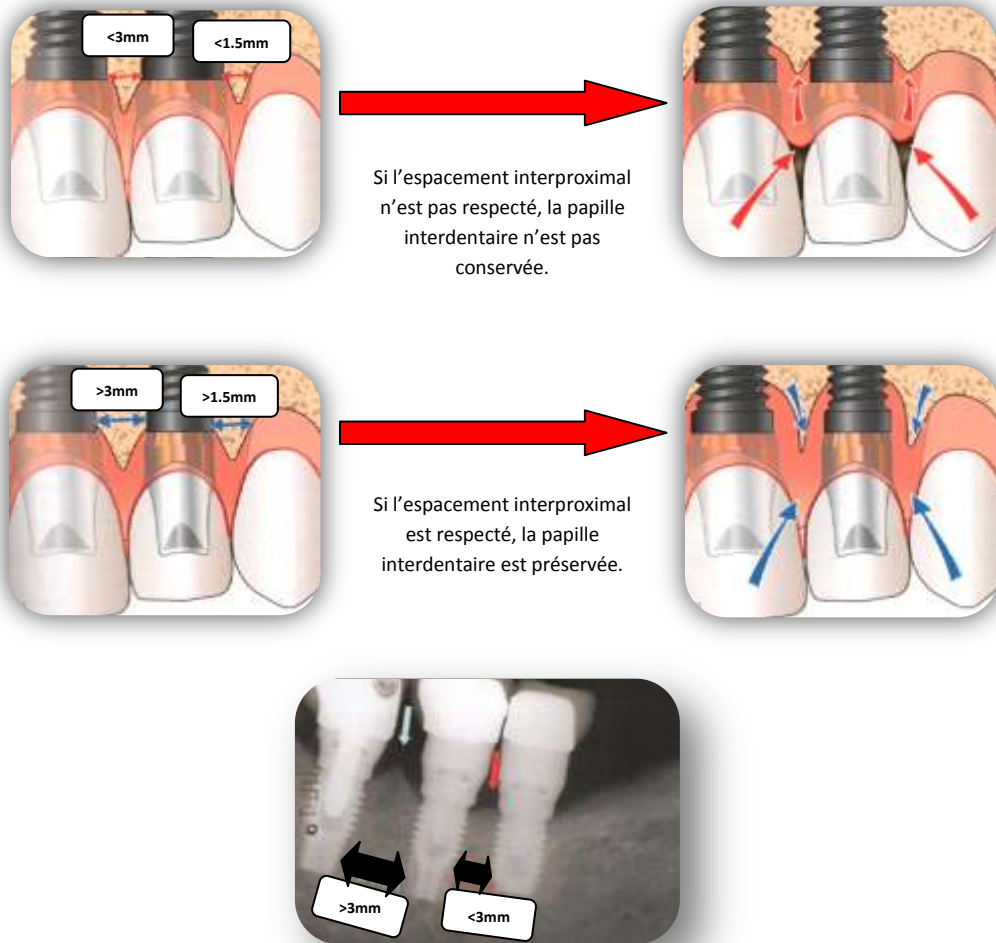 <3mm
<1.5mm
Si l'espacement interproximal
n'est pas respecté, la papille
interdentaire n'est pas
conservée.
>3mm
>1.5mm
Si l'espacement interproximal
est respecté, la papille
interdentaire est préservée.
>3mm
<3mm